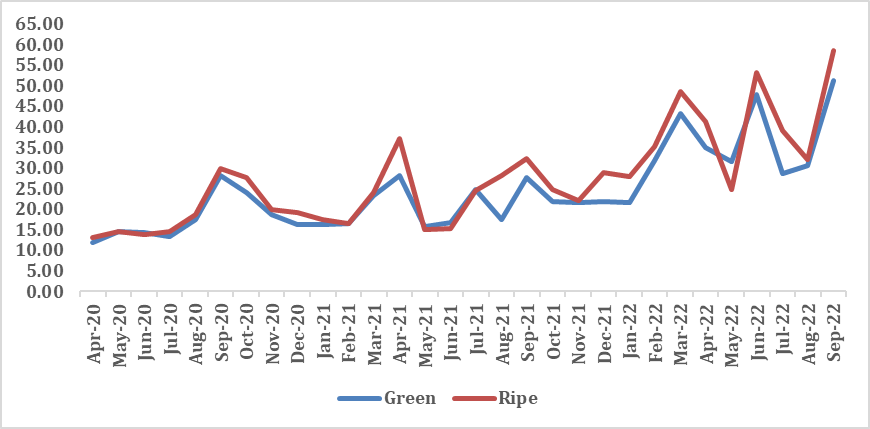 65.00
60.00
55.00
50.00
45.00
40.00
35.00
30.00
25.00
20.00
15.00
10.00
5.00
0.00
Apr-20
May-20
Jun-20
Jul-20
Aug-20
Sep-20
Oct-20
Nov-20
Dec-20
Jan-21
Feb-21
Mar-21
Apr-21
May-21
Jun-21
Jul-21
Aug-21
Sep-21
Oct-21
Nov-21
Dec-21
Jan-22
Feb-22
Mar-22
Apr-22
May-22
Jun-22
Jul-22
Aug-22
Sep-22
Green Ripe